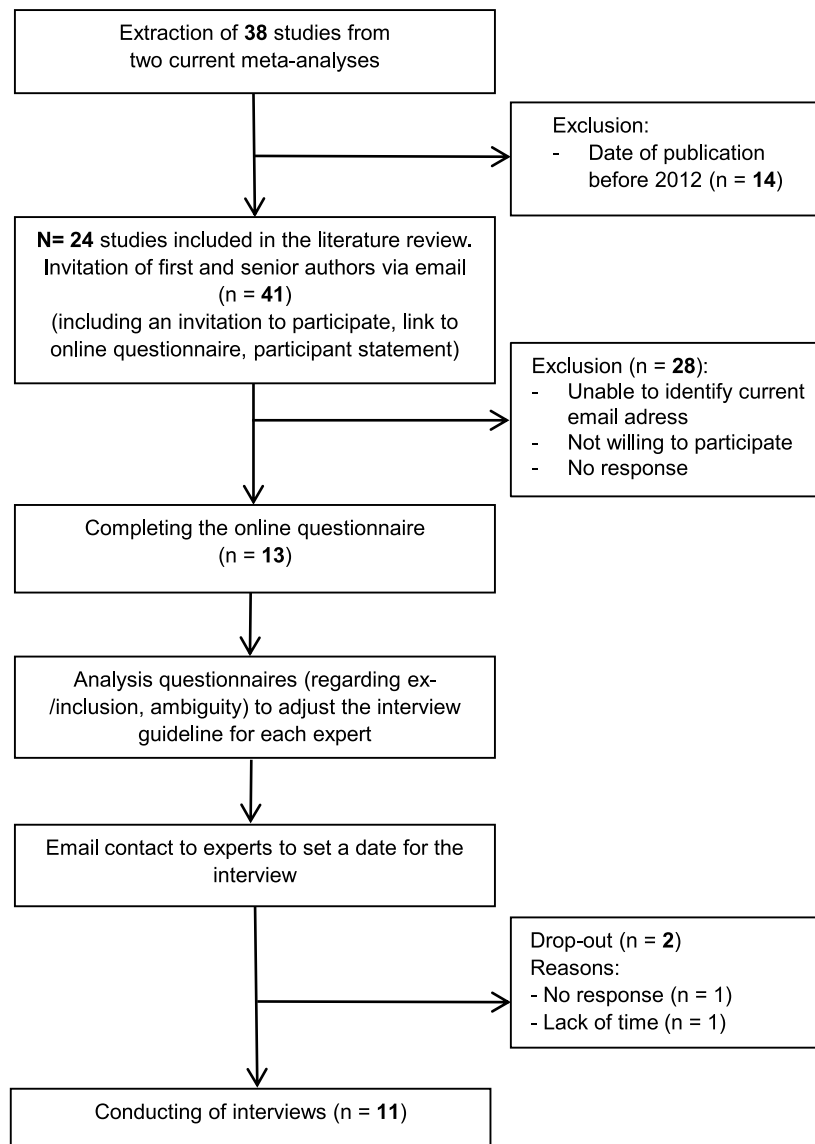 Extraction of 38 studies from
two current meta-analyses
Exclusion:
- Date of publication
before 2012 (n = 14)
N= 24 studies included in the literature review.
Invitation of first and senior authors via email
(n = 41)
(including an invitation to participate, link to
online questionnaire, participant statement)
Exclusion (n = 28):
- Unable to identify current
email adress
- Not willing to participate
- No response
Completing the online questionnaire
(n = 13)
Analysis questionnaires (regarding ex-
/inclusion, ambiguity) to adjust the interview
guideline for each expert
Email contact to experts to set a date for the
interview
Drop-out (n = 2)
Reasons:
- No response (n = 1)
- Lack of time (n = 1)
Conducting of interviews (n = 11)